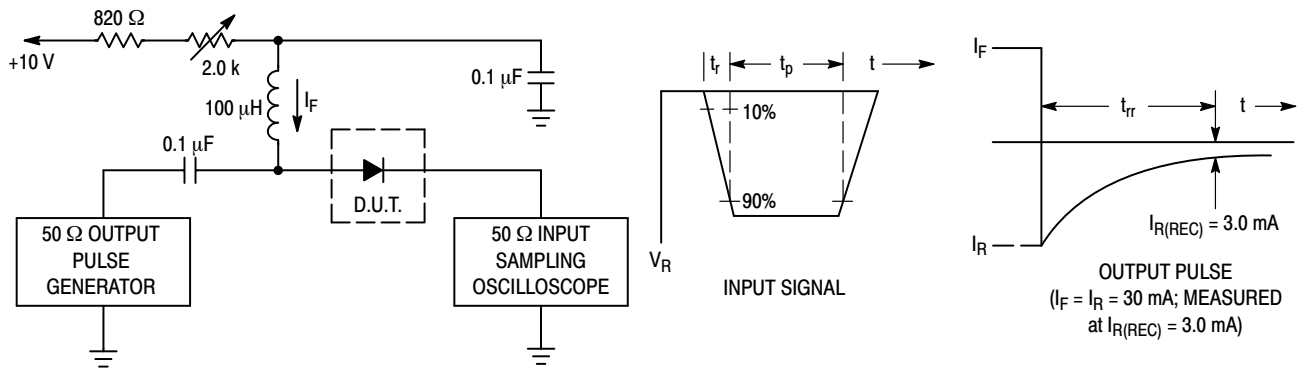 820 Ω
+10 V
2.0 k
100 μH
I_F
0.1 μF
0.1 μF
D.U.T.
50 Ω OUTPUT
PULSE
GENERATOR
50 Ω INPUT
SAMPLING
OSCILLOSCOPE
t_r
t_p
t
10%
90%
V_R
INPUT SIGNAL
I_F
t_rr
t
I_R
I_R(REC) = 3.0 mA
OUTPUT PULSE
(I_F = I_R = 30 mA; MEASURED
at I_R(REC) = 3.0 mA)